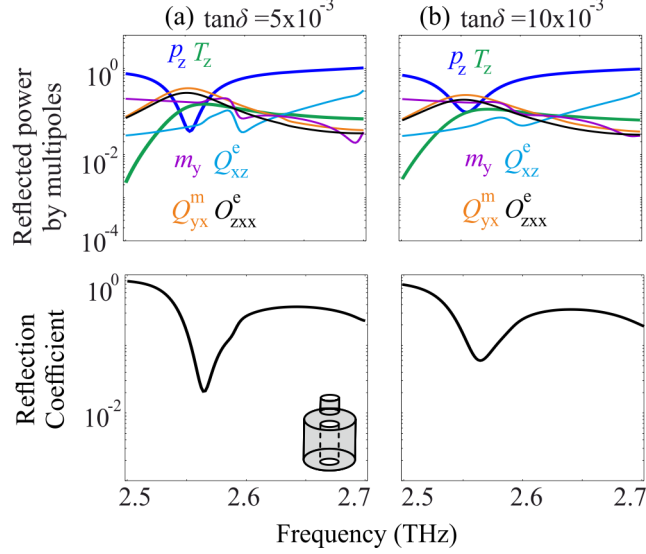 (a) tanδ =5x10⁻³
(b) tanδ =10x10⁻³
Reflected power
by multipoles
10⁰
10⁻²
10⁻⁴
p_z T_z
m_y Q^e_xz
Q^m_yx O^e_zxx
p_z T_z
m_y Q^e_xz
Q^m_yx O^e_zxx
Reflection
Coefficient
10⁰
10⁻²
2.5 2.6 2.7
2.5 2.6 2.7
Frequency (THz)